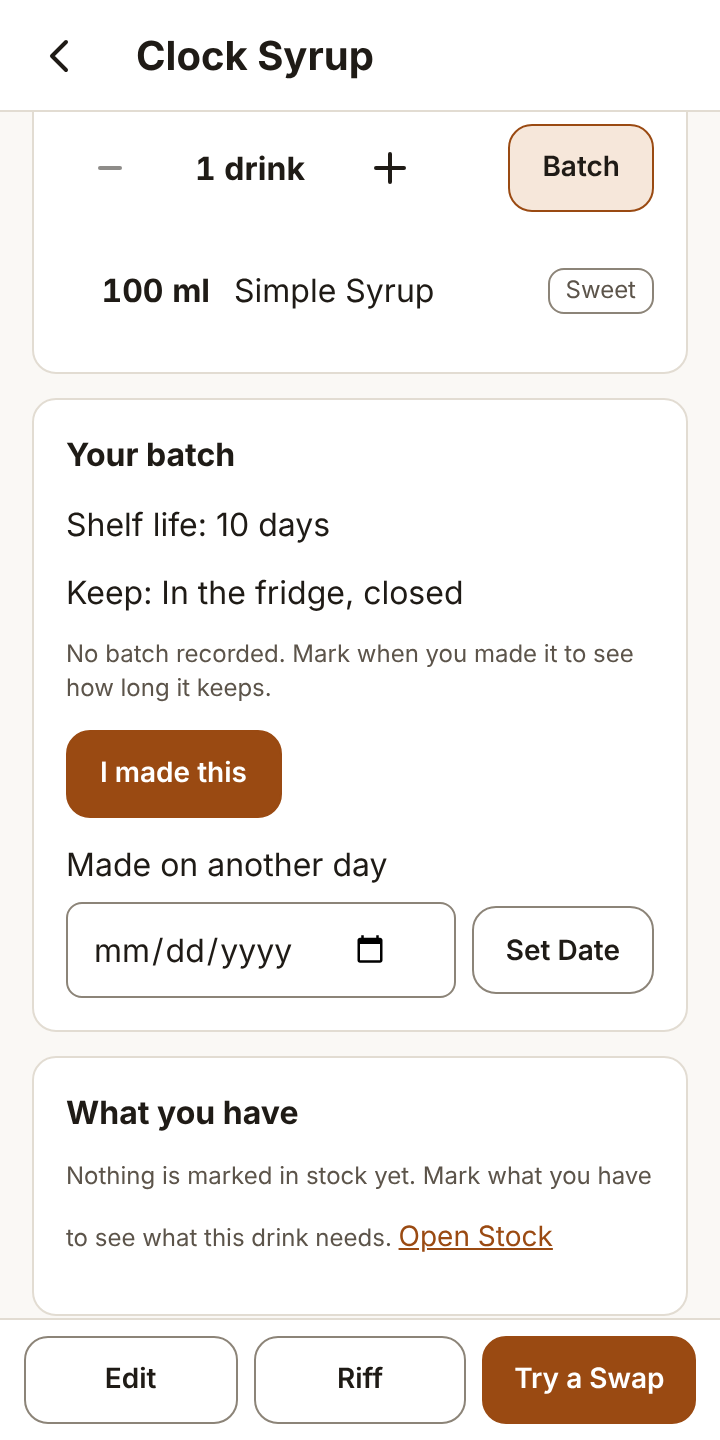 Clock Syrup
1 drink
Batch
100 ml Simple Syrup
Sweet
Your batch
Shelf life: 10 days
Keep: In the fridge, closed
No batch recorded. Mark when you made it to see
how long it keeps.
I made this
Made on another day
mm/dd/yyyy
Set Date
What you have
Nothing is marked in stock yet. Mark what you have
to see what this drink needs. Open Stock
Edit
Riff
Try a Swap